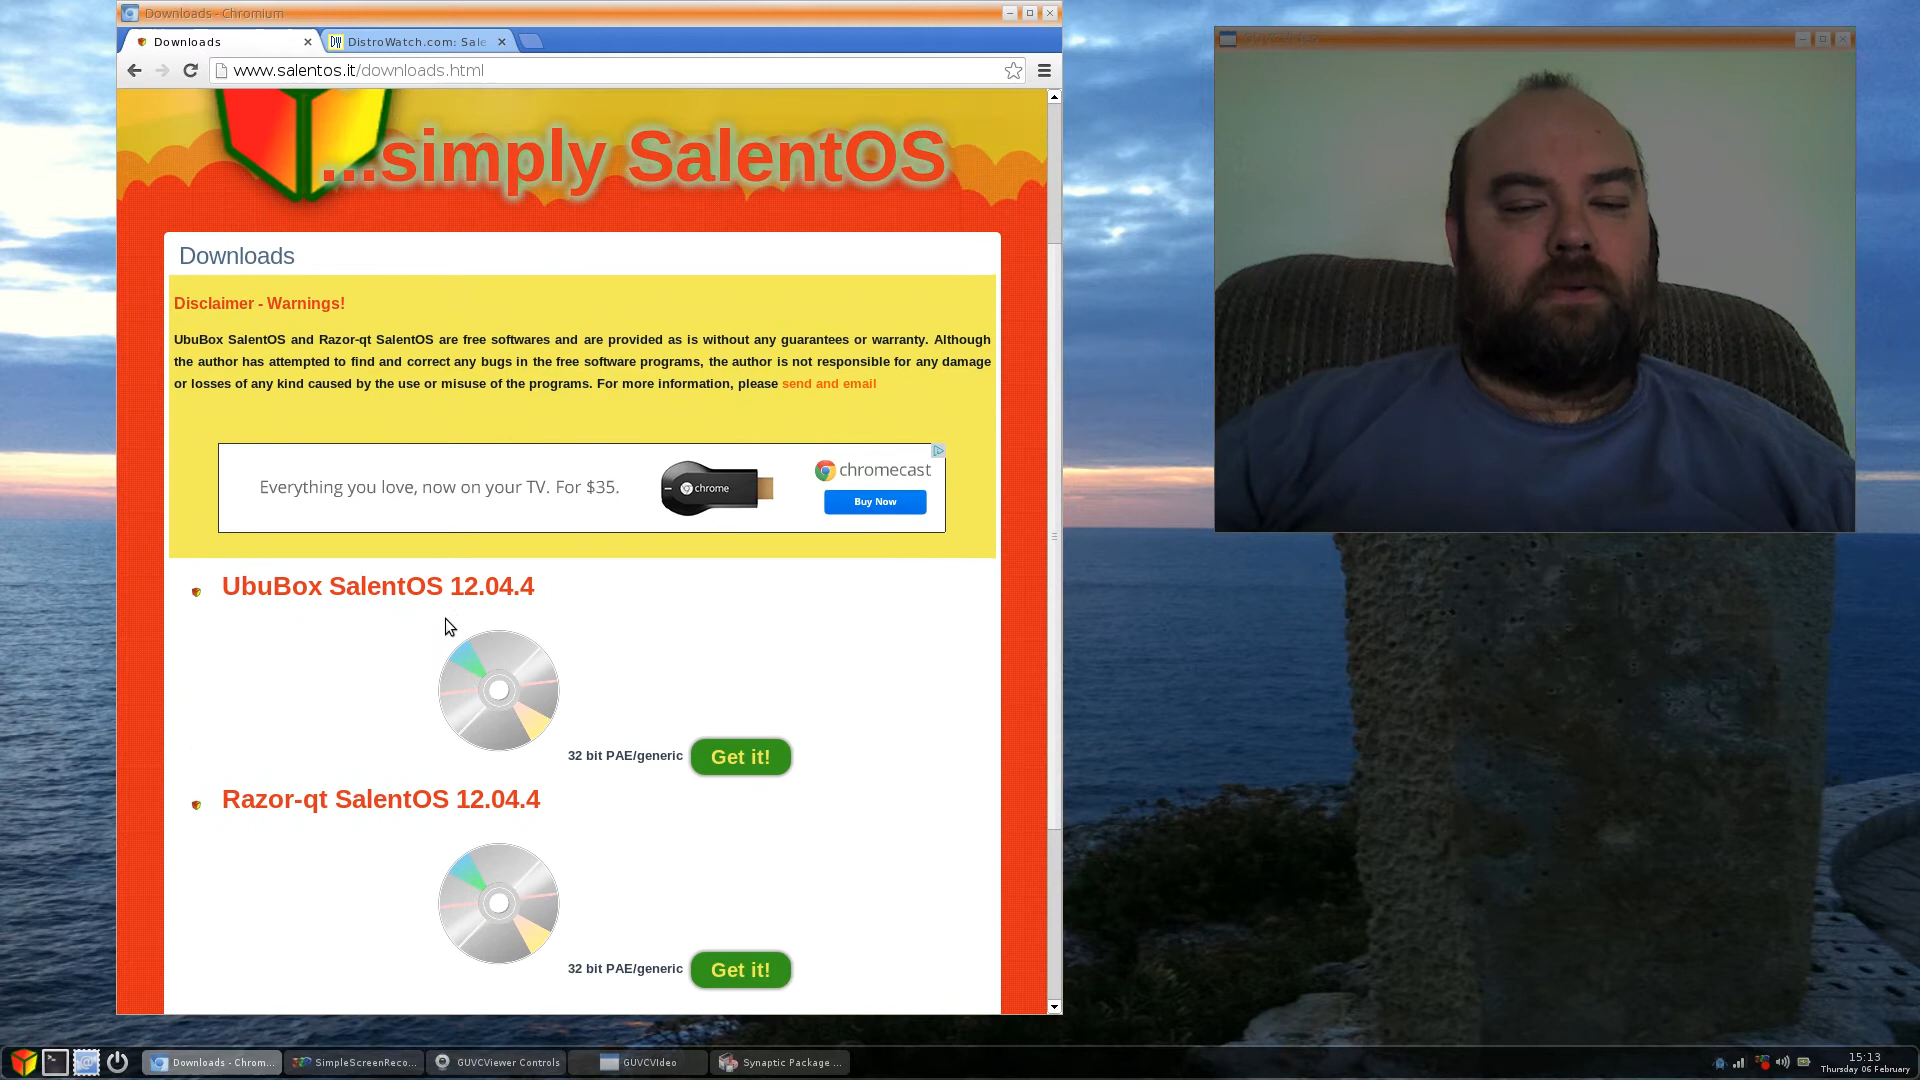 Downloads - Chromium
Downloads
DistroWatch.com: Sale
www.salentos.it/downloads.html
...simply SalentOS
Downloads
Disclaimer - Warnings!
UbuBox SalentOS and Razor-qt SalentOS are free softwares and are provided as is without any guarantees or warranty. Although
the author has attempted to find and correct any bugs in the free software programs, the author is not responsible for any damage
or losses of any kind caused by the use or misuse of the programs. For more information, please send and email
Everything you love, now on your TV. For $35.
chrome
chromecast
Buy Now
UbuBox SalentOS 12.04.4
32 bit PAE/generic
Get it!
Razor-qt SalentOS 12.04.4
32 bit PAE/generic
Get it!
Downloads - Chrom...
SimpleScreenReco...
GUVCViewer Controls
GUVCVideo
Synaptic Package ...
15:13
Thursday 06 February